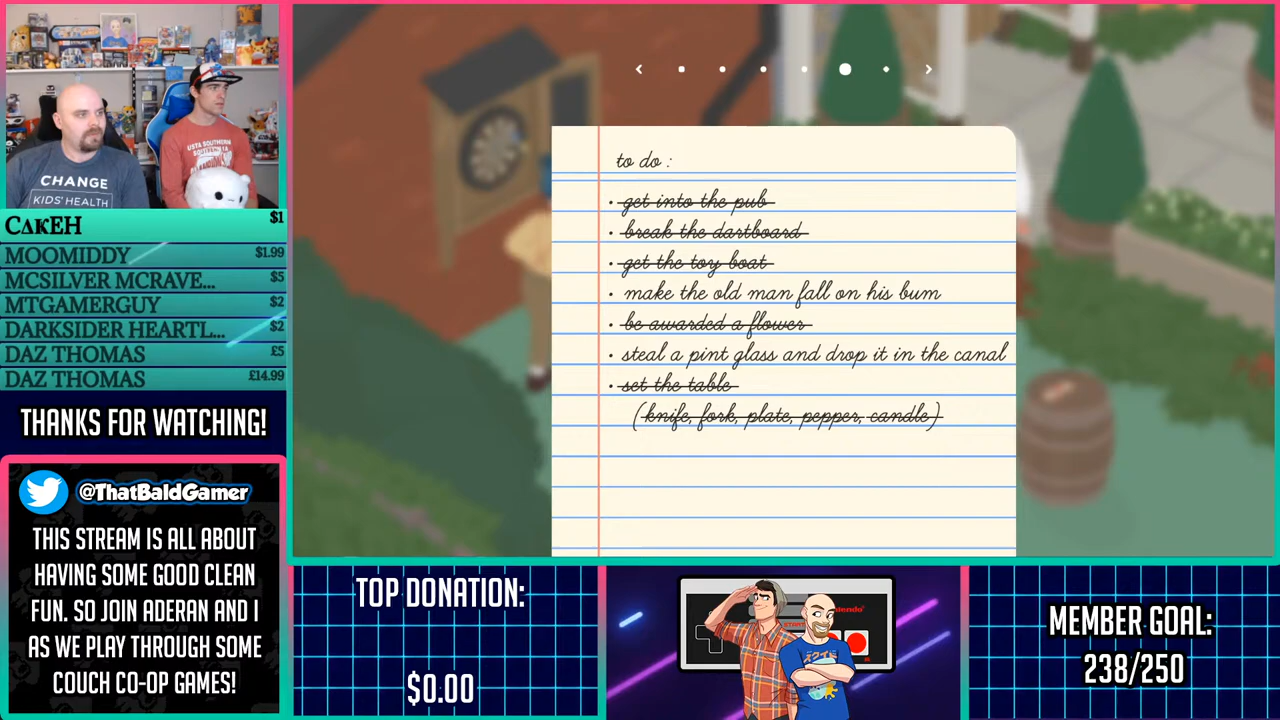 CHANGE
KIDS' HEALTH
CΔKEH $1
MOOMIDDY $1.99
MCSILVER MCRAVE... $5
MTGAMERGUY $2
DARKSIDER HEARTL... $2
DAZ THOMAS £5
DAZ THOMAS £14.99
THANKS FOR WATCHING!
@ThatBaldGamer
THIS STREAM IS ALL ABOUT
HAVING SOME GOOD CLEAN
FUN. SO JOIN ADERAN AND I
AS WE PLAY THROUGH SOME
COUCH CO-OP GAMES!
to do :
• get into the pub
• break the dartboard
• get the toy boat
• make the old man fall on his bum
• be awarded a flower
• steal a pint glass and drop it in the canal
• set the table
(knife, fork, plate, pepper, candle)
TOP DONATION:
$0.00
MEMBER GOAL:
238/250